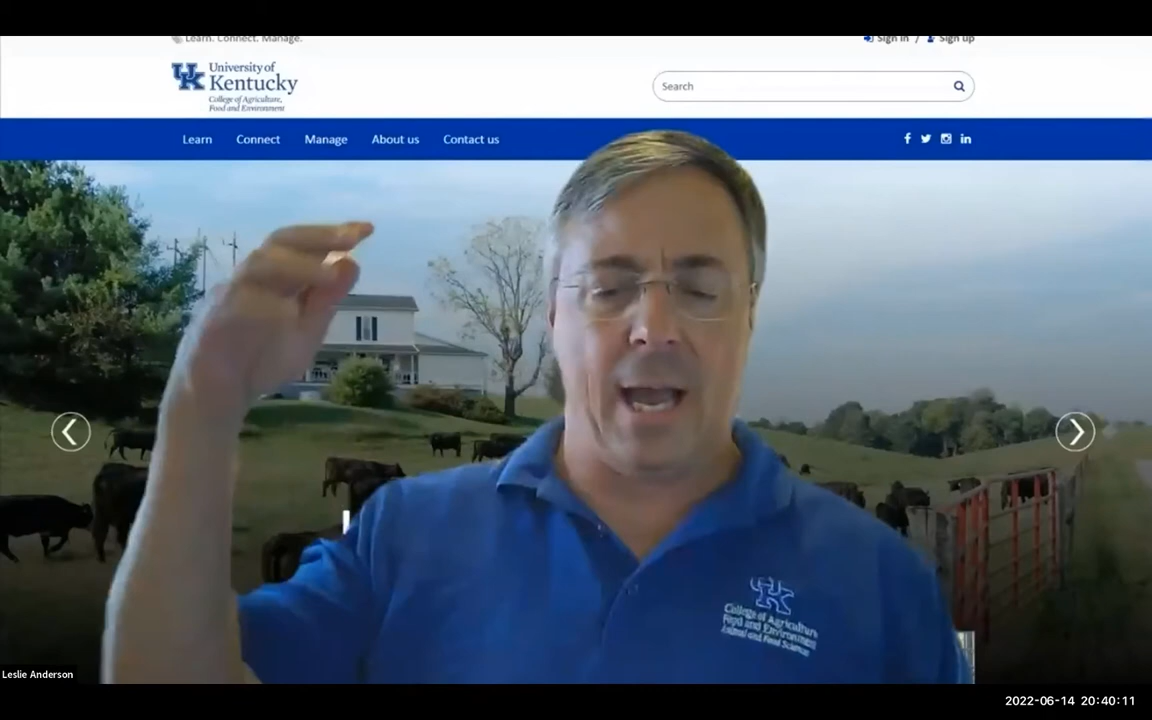 Learn. Connect. Manage.
Sign in / Sign up
University of
Kentucky
College of Agriculture,
Food and Environment
Search
Learn Connect Manage About us Contact us
UK
College of Agriculture
Food and Environment
Animal and Food Science
Leslie Anderson
2022-06-14 20:40:11